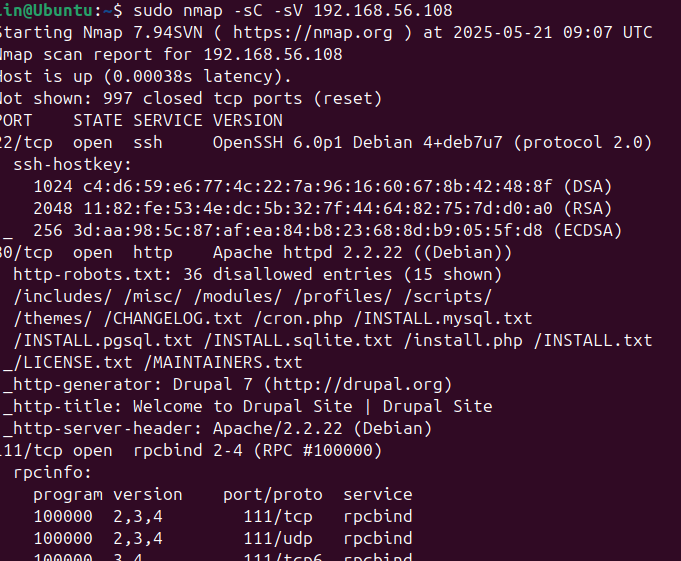 in@Ubuntu:~$ sudo nmap -sC -sV 192.168.56.108
Starting Nmap 7.94SVN ( https://nmap.org ) at 2025-05-21 09:07 UTC
Nmap scan report for 192.168.56.108
Host is up (0.00038s latency).
Not shown: 997 closed tcp ports (reset)
PORT    STATE SERVICE VERSION
22/tcp  open  ssh     OpenSSH 6.0p1 Debian 4+deb7u7 (protocol 2.0)
  ssh-hostkey:
    1024 c4:d6:59:e6:77:4c:22:7a:96:16:60:67:8b:42:48:8f (DSA)
    2048 11:82:fe:53:4e:dc:5b:32:7f:44:64:82:75:7d:d0:a0 (RSA)
_   256 3d:aa:98:5c:87:af:ea:84:b8:23:68:8d:b9:05:5f:d8 (ECDSA)
80/tcp  open  http    Apache httpd 2.2.22 ((Debian))
  http-robots.txt: 36 disallowed entries (15 shown)
  /includes/ /misc/ /modules/ /profiles/ /scripts/
  /themes/ /CHANGELOG.txt /cron.php /INSTALL.mysql.txt
  /INSTALL.pgsql.txt /INSTALL.sqlite.txt /install.php /INSTALL.txt
_/LICENSE.txt /MAINTAINERS.txt
_http-generator: Drupal 7 (http://drupal.org)
_http-title: Welcome to Drupal Site | Drupal Site
_http-server-header: Apache/2.2.22 (Debian)
111/tcp open  rpcbind 2-4 (RPC #100000)
  rpcinfo:
    program version    port/proto  service
    100000  2,3,4        111/tcp   rpcbind
    100000  2,3,4        111/udp   rpcbind
    100000  3,4          111/tcp6  rpcbind